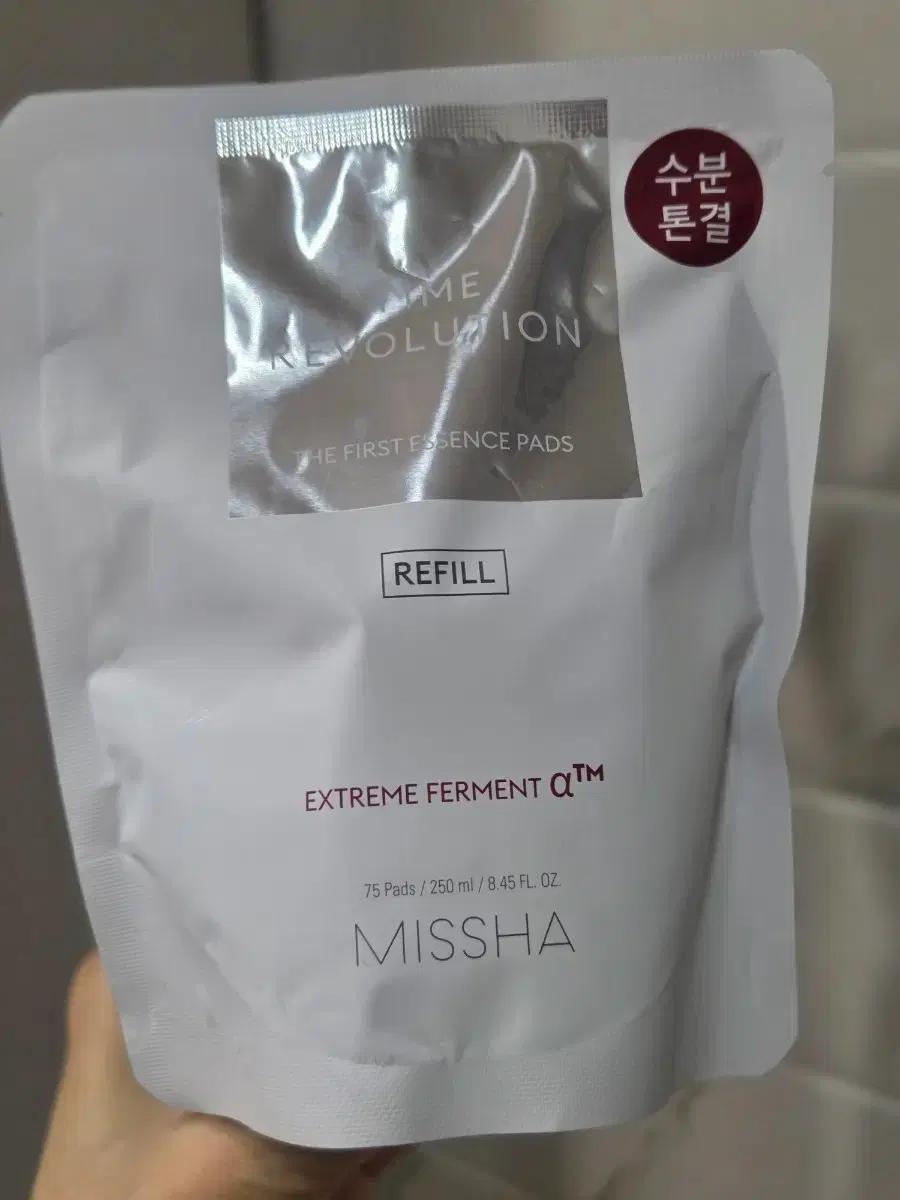 수분
톤결
TIME
REVOLUTION
THE FIRST ESSENCE PADS
REFILL
EXTREME FERMENT α™
75 Pads / 250 ml / 8.45 FL. OZ.
MISSHA